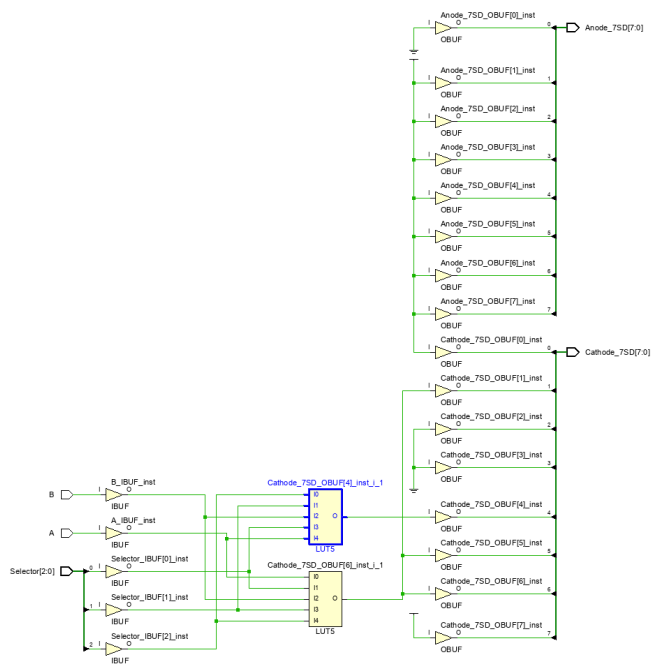 Anode_7SD_OBUF[0]_inst
I O 0 Anode_7SD[7:0]
OBUF
Anode_7SD_OBUF[1]_inst
I O 1
OBUF
Anode_7SD_OBUF[2]_inst
I O 2
OBUF
Anode_7SD_OBUF[3]_inst
I O 3
OBUF
Anode_7SD_OBUF[4]_inst
I O 4
OBUF
Anode_7SD_OBUF[5]_inst
I O 5
OBUF
Anode_7SD_OBUF[6]_inst
I O 6
OBUF
Anode_7SD_OBUF[7]_inst
I O 7
OBUF
Cathode_7SD_OBUF[0]_inst
I O 0 Cathode_7SD[7:0]
OBUF
Cathode_7SD_OBUF[1]_inst
I O 1
OBUF
Cathode_7SD_OBUF[2]_inst
I O 2
OBUF
Cathode_7SD_OBUF[3]_inst
I O 3
OBUF
Cathode_7SD_OBUF[4]_inst
I O 4
OBUF
Cathode_7SD_OBUF[5]_inst
I O 5
OBUF
Cathode_7SD_OBUF[6]_inst
I O 6
OBUF
Cathode_7SD_OBUF[7]_inst
I O 7
OBUF
B_IBUF_inst
B I O
IBUF
A_IBUF_inst
A I O
IBUF
Selector_IBUF[0]_inst
Selector[2:0] 0 I O
IBUF
Selector_IBUF[1]_inst
1 I O
IBUF
Selector_IBUF[2]_inst
2 I O
IBUF
Cathode_7SD_OBUF[4]_inst_i_1
I0
I1
I2 O
I3
I4
LUT5
Cathode_7SD_OBUF[6]_inst_i_1
I0
I1
I2 O
I3
I4
LUT5